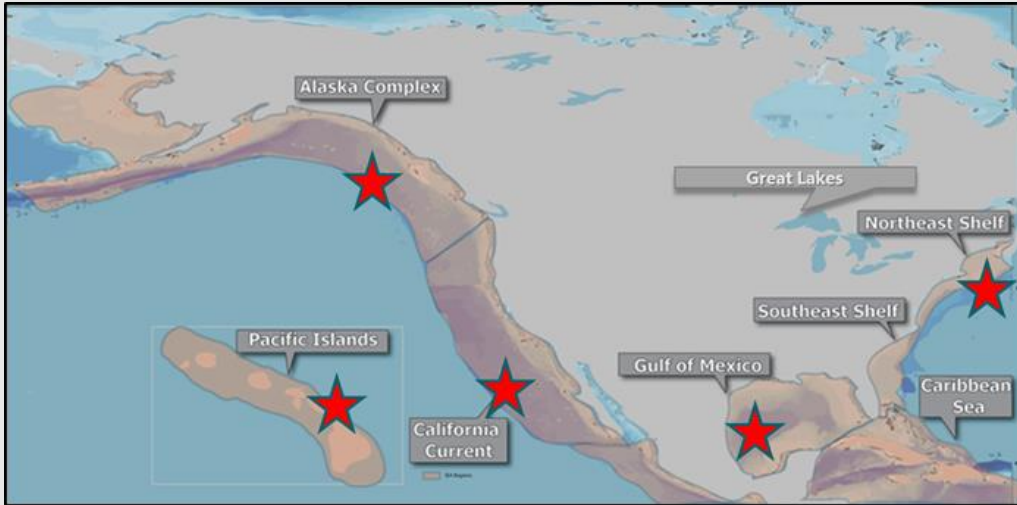 Alaska Complex
Great Lakes
Northeast Shelf
Southeast Shelf
Pacific Islands
Gulf of Mexico
Caribbean
Sea
California
Current